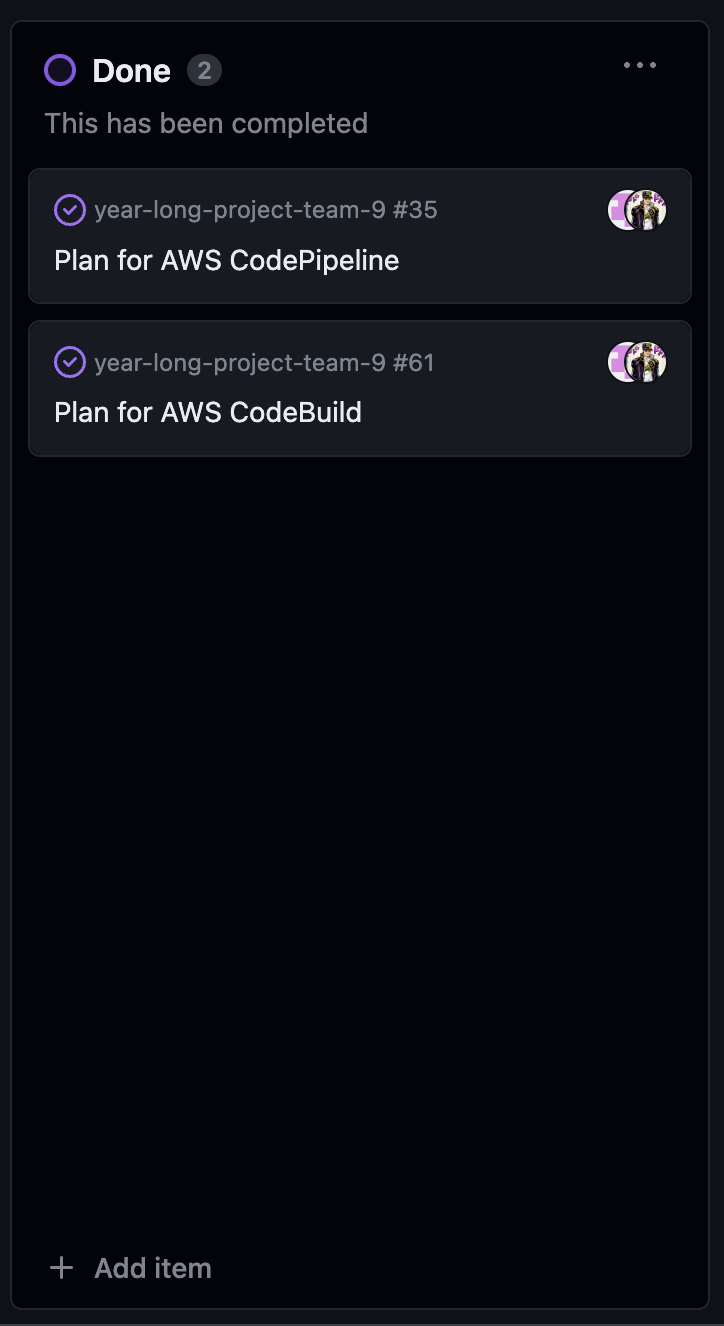 Done 2
This has been completed
year-long-project-team-9 #35
Plan for AWS CodePipeline
year-long-project-team-9 #61
Plan for AWS CodeBuild
Add item